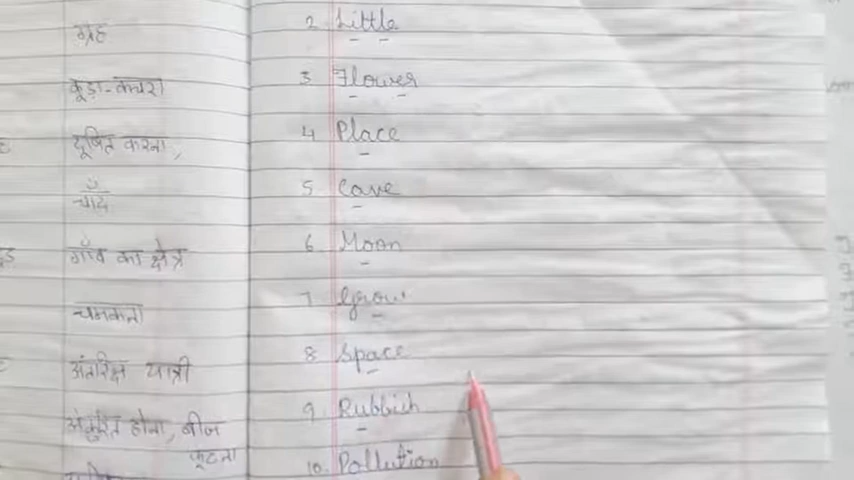 ग्रह
कूड़ा-कचरा
दूषित करना,
चाँद
गाँव का क्षेत्र
चमकना
अंतरिक्ष यात्री
अंकुरित होना, बीज
फूटना
2 Little
3 Flower
4 Place
5 Cave
6 Moon
7 Grow
8 Space
9 Rubbish
10. Pollution